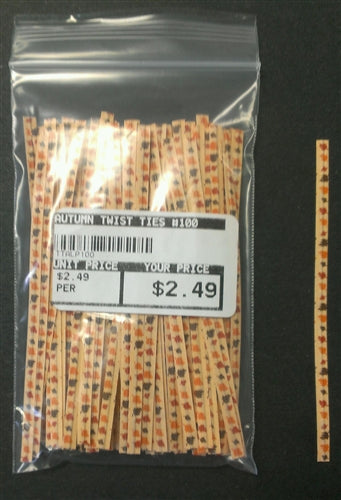 AUTUMN TWIST TIES #100
TTALP100
UNIT PRICE YOUR PRICE
$2.49
PER
$2.49